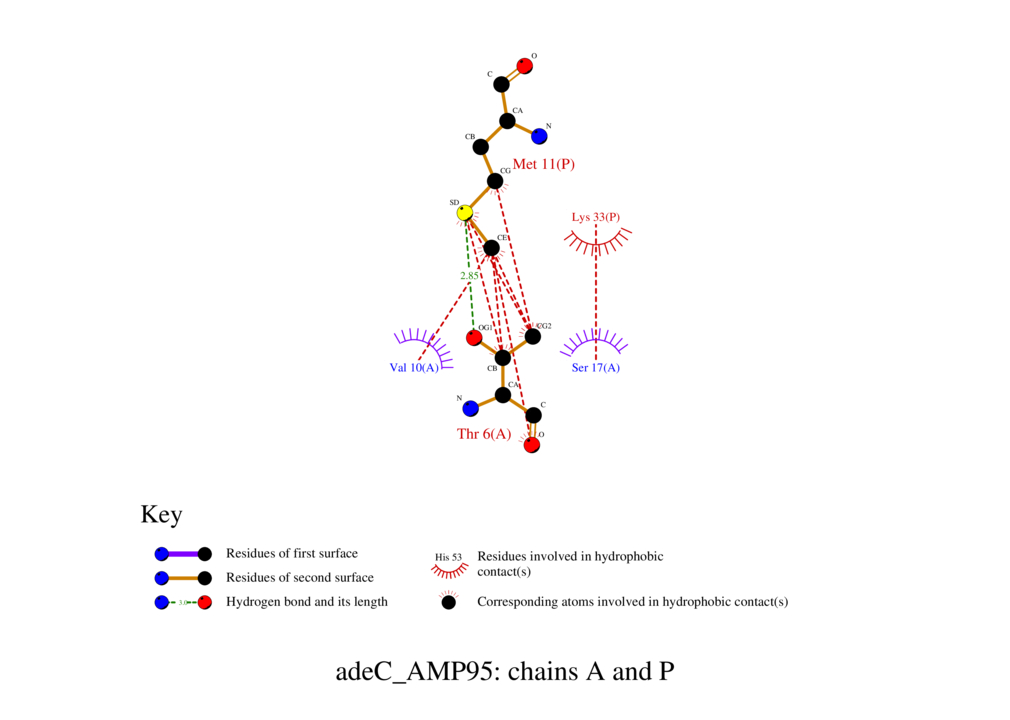 O
C
CA
N
CB
CG
Met 11(P)
SD
Lys 33(P)
CE
2.85
OG1
CG2
Val 10(A)
CB
Ser 17(A)
CA
N
C
Thr 6(A)
O
Key
Residues of first surface
His 53
Residues involved in hydrophobic
contact(s)
Residues of second surface
3.0
Hydrogen bond and its length
Corresponding atoms involved in hydrophobic contact(s)
adeC_AMP95: chains A and P